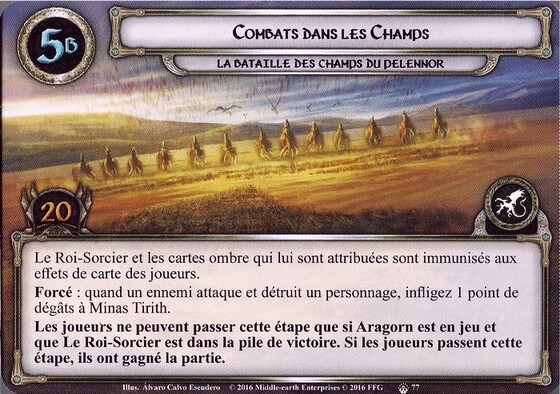 5B
COMBATS DANS LES CHAMPS
LA BATAILLE DES CHAMPS DU PELENNOR
20
Le Roi-Sorcier et les cartes ombre qui lui sont attribuées sont immunisés aux
effets de carte des joueurs.
Forcé : quand un ennemi attaque et détruit un personnage, infligez 1 point de
dégâts à Minas Tirith.
Les joueurs ne peuvent passer cette étape que si Aragorn est en jeu et
que Le Roi-Sorcier est dans la pile de victoire. Si les joueurs passent cette
étape, ils ont gagné la partie.
Illus. Álvaro Calvo Escudero © 2016 Middle-earth Enterprises © 2016 FFG 77